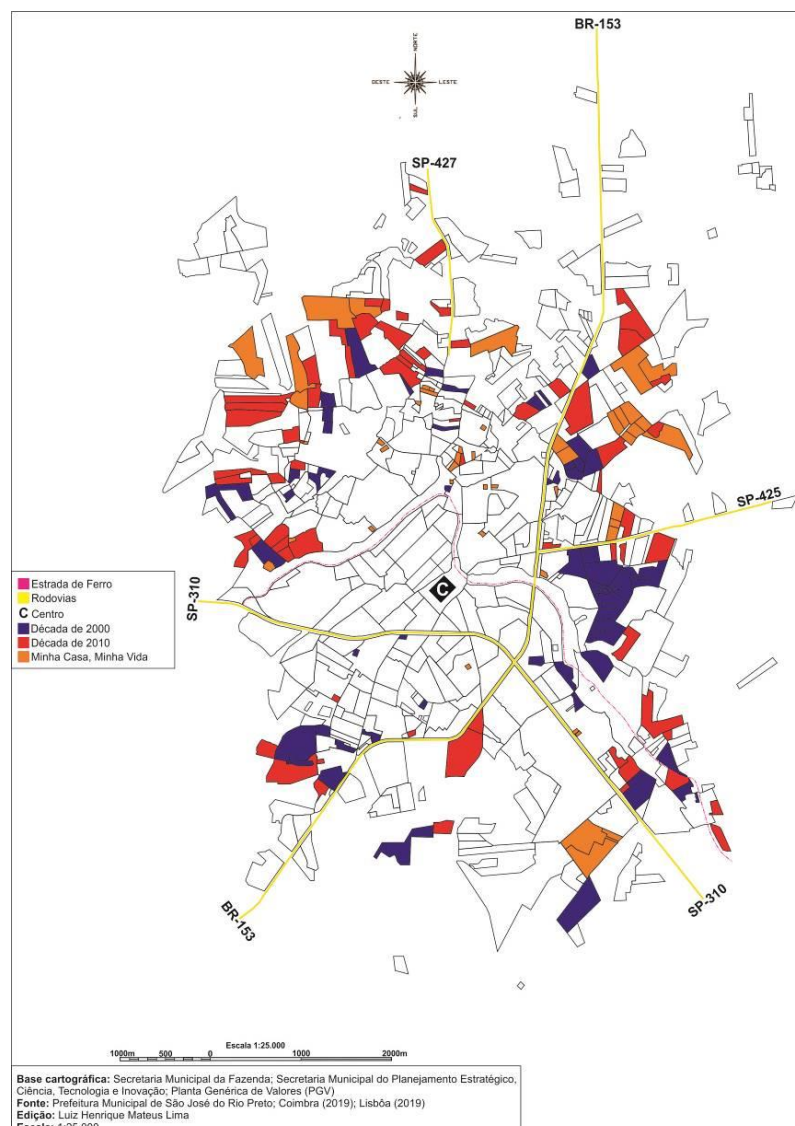 BR-153
NORTE
OESTE
LESTE
SUL
SP-427
SP-425
Estrada de Ferro
Rodovias
C Centro
Década de 2000
Década de 2010
Minha Casa, Minha Vida
SP-310
C
BR-153
SP-310
Escala 1:25.000
1000m 500 0 1000 2000m
Base cartográfica: Secretaria Municipal da Fazenda; Secretaria Municipal do Planejamento Estratégico,
Ciência, Tecnologia e Inovação; Planta Genérica de Valores (PGV)
Fonte: Prefeitura Municipal de São José do Rio Preto; Coimbra (2019); Lisbôa (2019)
Edição: Luiz Henrique Mateus Lima
Escala: 1:25.000